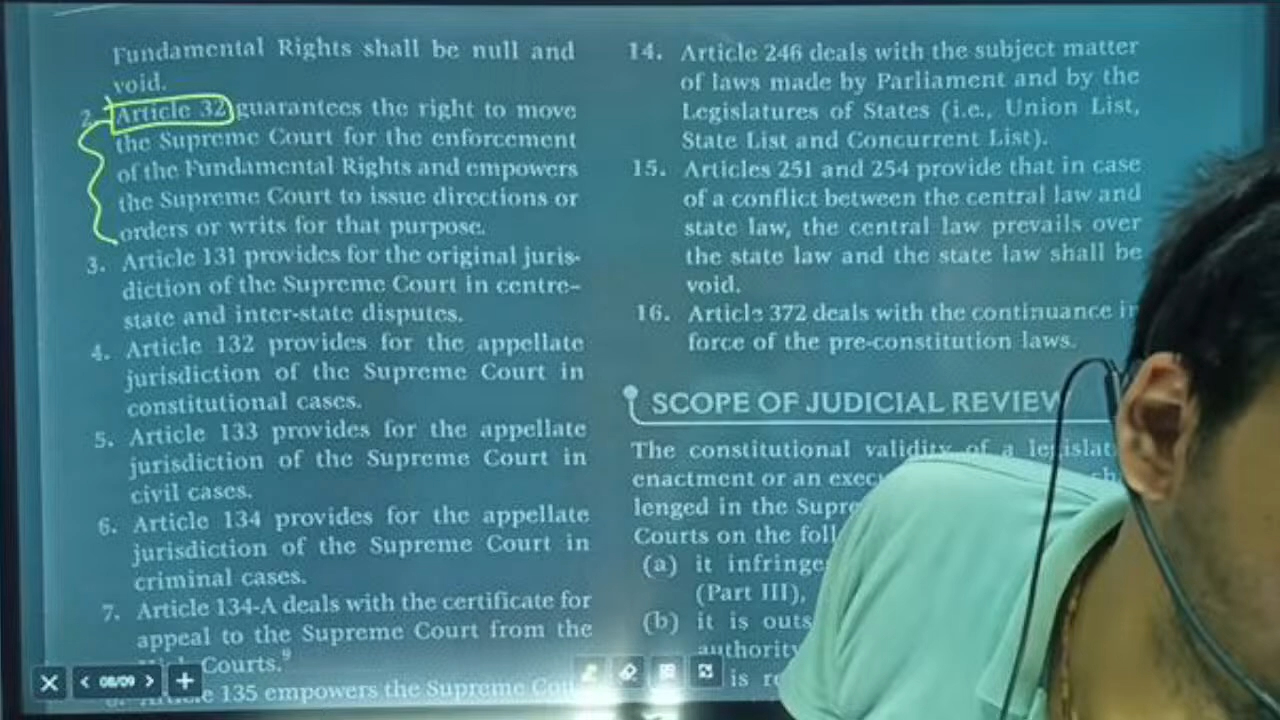 Fundamental Rights shall be null and
void.
2. Article 32 guarantees the right to move
the Supreme Court for the enforcement
of the Fundamental Rights and empowers
the Supreme Court to issue directions or
orders or writs for that purpose.
3. Article 131 provides for the original juris-
diction of the Supreme Court in centre–
state and inter-state disputes.
4. Article 132 provides for the appellate
jurisdiction of the Supreme Court in
constitutional cases.
5. Article 133 provides for the appellate
jurisdiction of the Supreme Court in
civil cases.
6. Article 134 provides for the appellate
jurisdiction of the Supreme Court in
criminal cases.
7. Article 134-A deals with the certificate for
appeal to the Supreme Court from the
Courts.9
135 empowers the Supreme
14. Article 246 deals with the subject matter
of laws made by Parliament and by the
Legislatures of States (i.e., Union List,
State List and Concurrent List).
15. Articles 251 and 254 provide that in case
of a conflict between the central law and
state law, the central law prevails over
the state law and the state law shall be
void.
16. Article 372 deals with the continuance in
force of the pre-constitution laws.
SCOPE OF JUDICIAL REVIEW
The constitutional validity of a
enactment or an
lenged in the
Courts on the
(a) it
(Part III),
(b) it is
authority
is
08/09